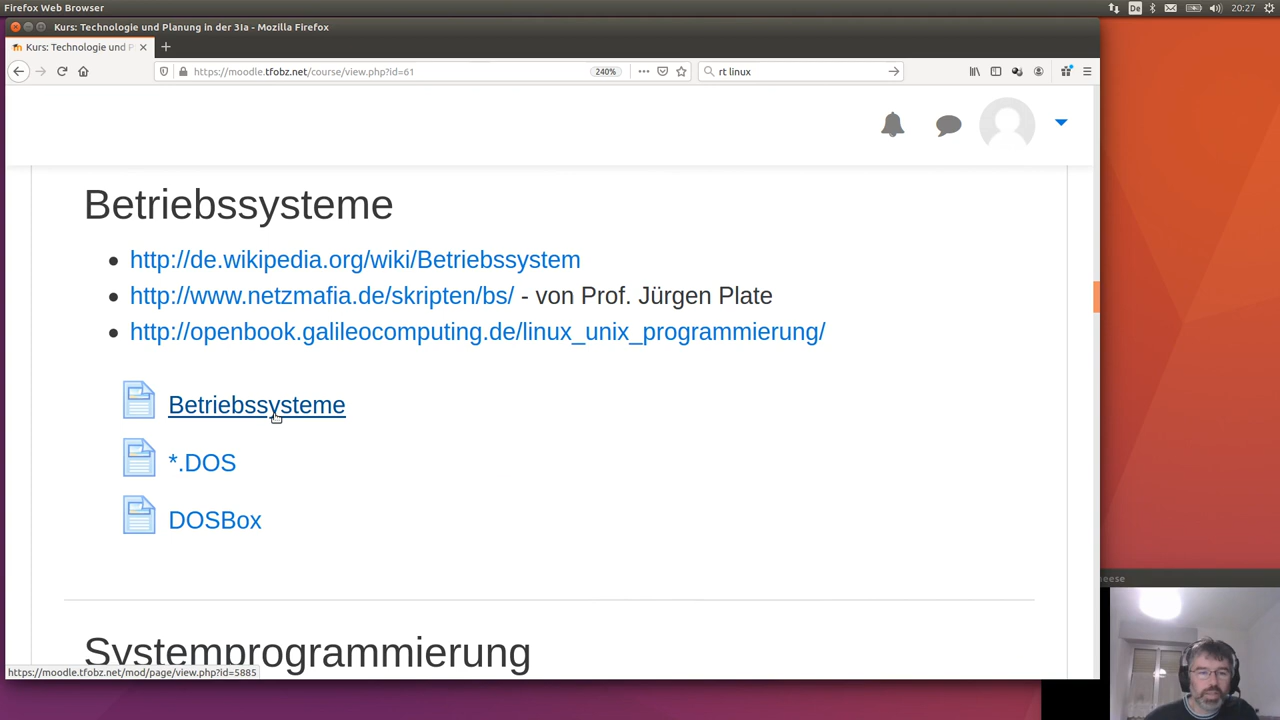 Firefox Web Browser
De
20:27
Kurs: Technologie und Planung in der 3Ia - Mozilla Firefox
Kurs: Technologie und P
https://moodle.tfobz.net/course/view.php?id=61
240%
rt linux
Betriebssysteme
http://de.wikipedia.org/wiki/Betriebssystem
http://www.netzmafia.de/skripten/bs/ - von Prof. Jürgen Plate
http://openbook.galileocomputing.de/linux_unix_programmierung/
Betriebssysteme
*.DOS
DOSBox
heese
Systemprogrammierung
https://moodle.tfobz.net/mod/page/view.php?id=5885